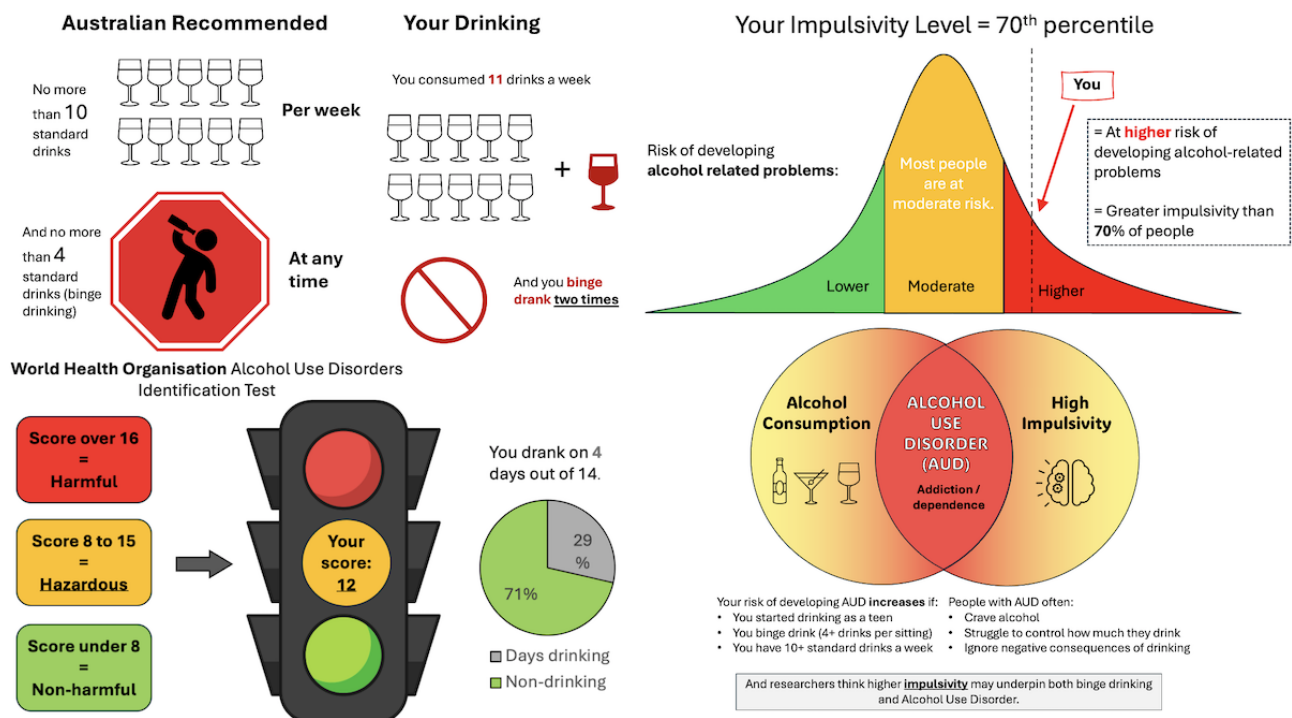 Australian Recommended
No more
than 10
standard
drinks
Per week
And no more
than 4
standard
drinks (binge
drinking)
At any
time
Your Drinking
You consumed 11 drinks a week
+
And you binge
drank two times
World Health Organisation Alcohol Use Disorders
Identification Test
Score over 16
=
Harmful
Score 8 to 15
=
Hazardous
Score under 8
=
Non-harmful
Your
score:
12
You drank on 4
days out of 14.
29
%
71%
Days drinking
Non-drinking
Your Impulsivity Level = 70th percentile
You
Risk of developing
alcohol related problems:
Most people
are at
moderate risk.
= At higher risk of
developing alcohol-related
problems
= Greater impulsivity than
70% of people
Lower
Moderate
Higher
Alcohol
Consumption
ALCOHOL
USE
DISORDER
(AUD)
Addiction /
dependence
High
Impulsivity
Your risk of developing AUD increases if:
• You started drinking as a teen
• You binge drink (4+ drinks per sitting)
• You have 10+ standard drinks a week
People with AUD often:
• Crave alcohol
• Struggle to control how much they drink
• Ignore negative consequences of drinking
And researchers think higher impulsivity may underpin both binge drinking
and Alcohol Use Disorder.